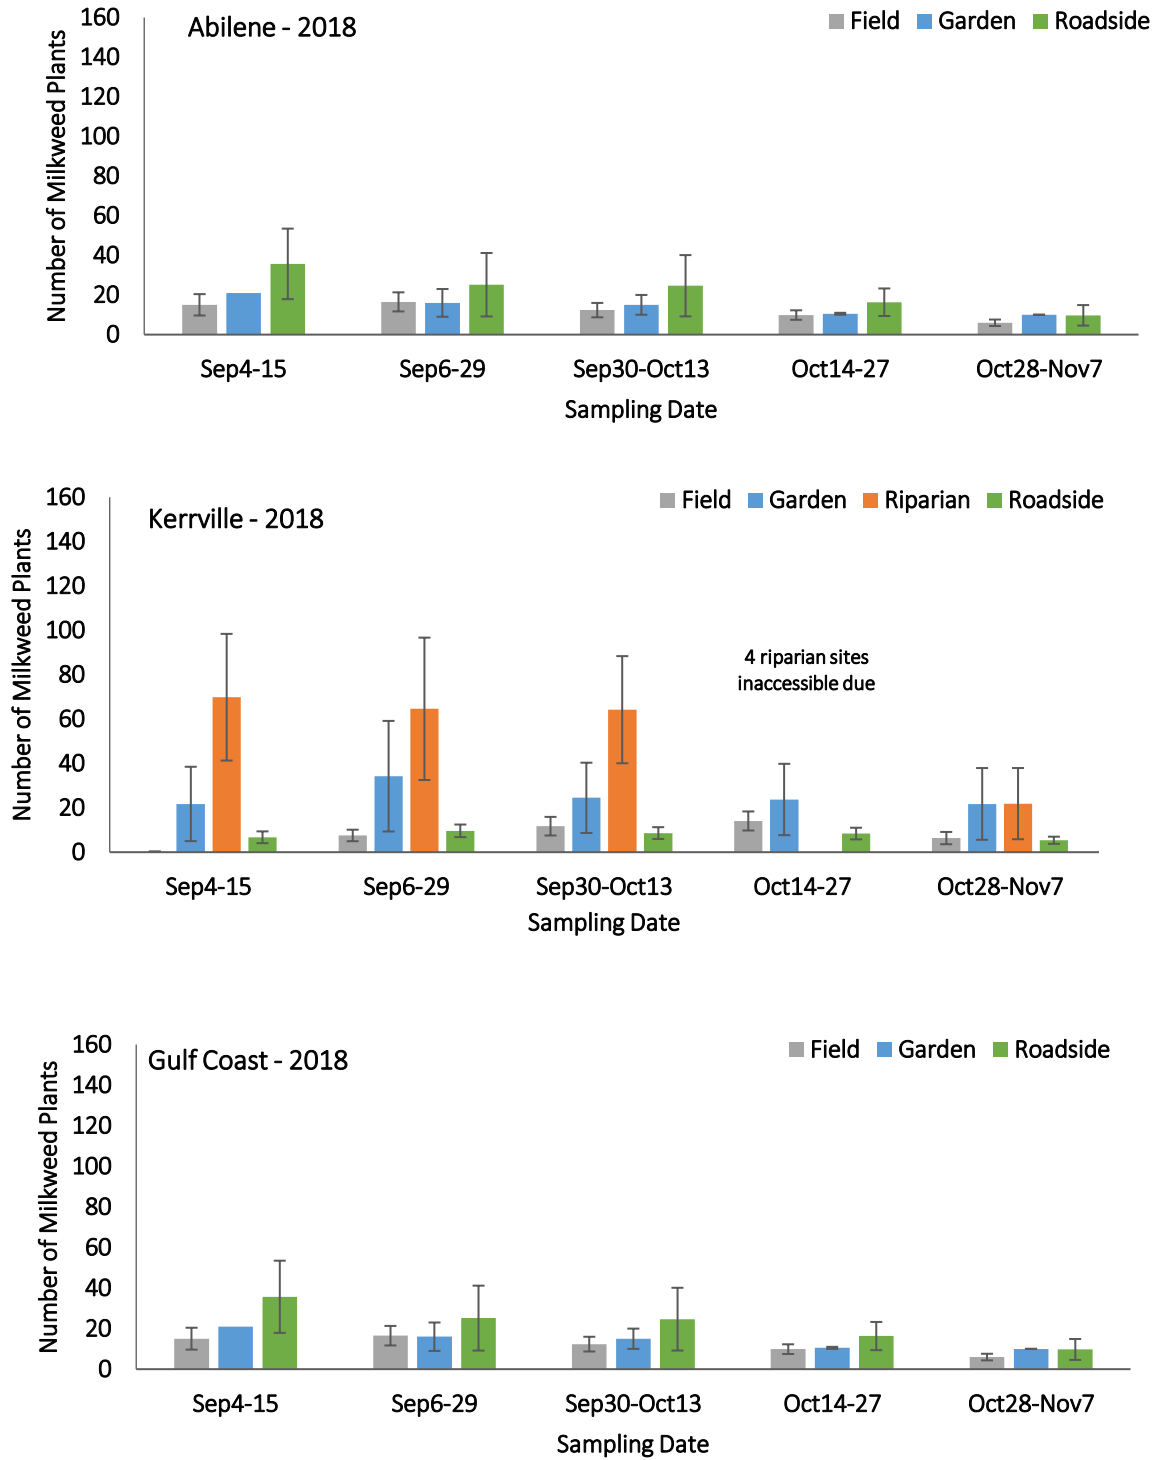 Abilene - 2018
Field Garden Roadside
Number of Milkweed Plants
160
140
120
100
80
60
40
20
0
Sep4-15 Sep6-29 Sep30-Oct13 Oct14-27 Oct28-Nov7
Sampling Date
Kerrville - 2018
Field Garden Riparian Roadside
Number of Milkweed Plants
160
140
120
100
80
60
40
20
0
4 riparian sites
inaccessible due
Sep4-15 Sep6-29 Sep30-Oct13 Oct14-27 Oct28-Nov7
Sampling Date
Gulf Coast - 2018
Field Garden Roadside
Number of Milkweed Plants
160
140
120
100
80
60
40
20
0
Sep4-15 Sep6-29 Sep30-Oct13 Oct14-27 Oct28-Nov7
Sampling Date